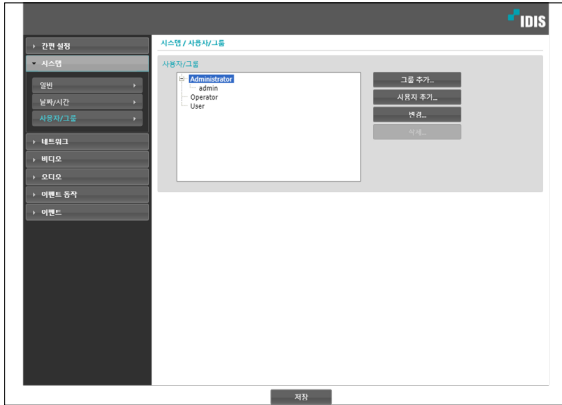 IDIS
간편 설정
시스템
일반
날짜/시간
사용자/그룹
네트워크
비디오
오디오
이벤트 동작
이벤트
시스템 / 사용자/그룹
사용자/그룹
Administrator
admin
Operator
User
그룹 추가...
사용자 추가...
변경...
삭제...
저장